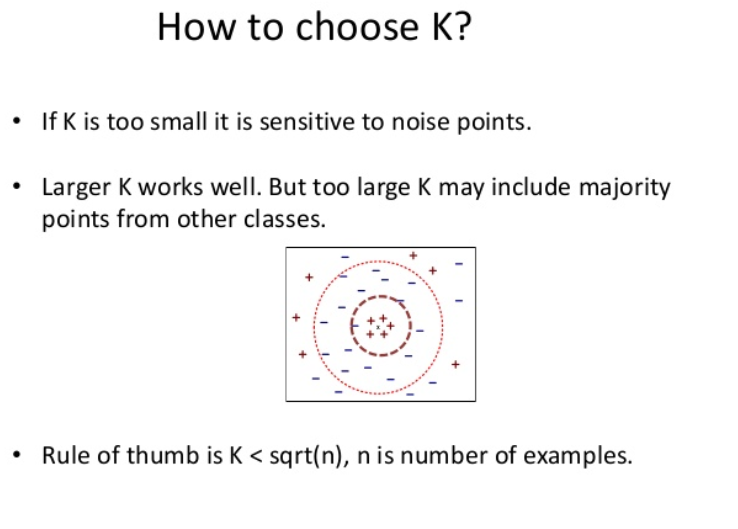 How to choose K?
• If K is too small it is sensitive to noise points.
• Larger K works well. But too large K may include majority
points from other classes.
• Rule of thumb is K < sqrt(n), n is number of examples.